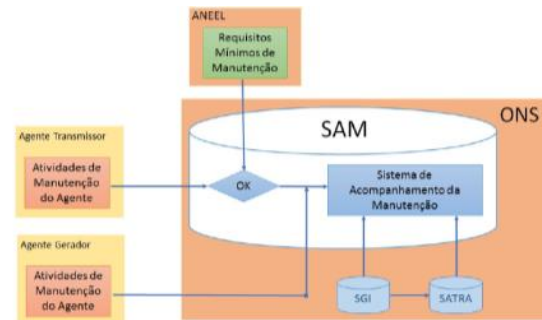 ANEEL
Requisitos
Mínimos de
Manutenção
ONS
SAM
Agente Transmissor
Atividades de
Manutenção
do Agente
OK
Sistema de
Acompanhamento da
Manutenção
Agente Gerador
Atividades de
Manutenção
do Agente
SGI
SATRA